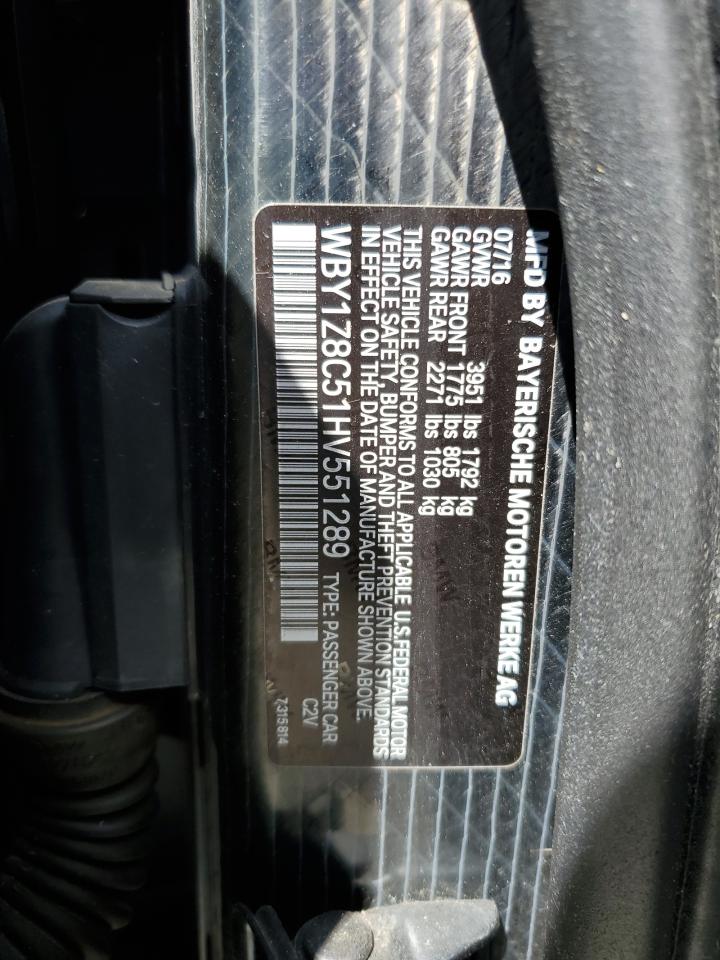 MFD BY BAYERISCHE MOTOREN WERKE AG
07/16
GVWR 3951 lbs 1792 kg
GAWR FRONT 1775 lbs 805 kg
GAWR REAR 2271 lbs 1030 kg
THIS VEHICLE CONFORMS TO ALL APPLICABLE U.S.FEDERAL MOTOR
VEHICLE SAFETY, BUMPER AND THEFT PREVENTION STANDARDS
IN EFFECT ON THE DATE OF MANUFACTURE SHOWN ABOVE.
WBY1Z8C51HV551289 TYPE: PASSENGER CAR
C2V
7315814